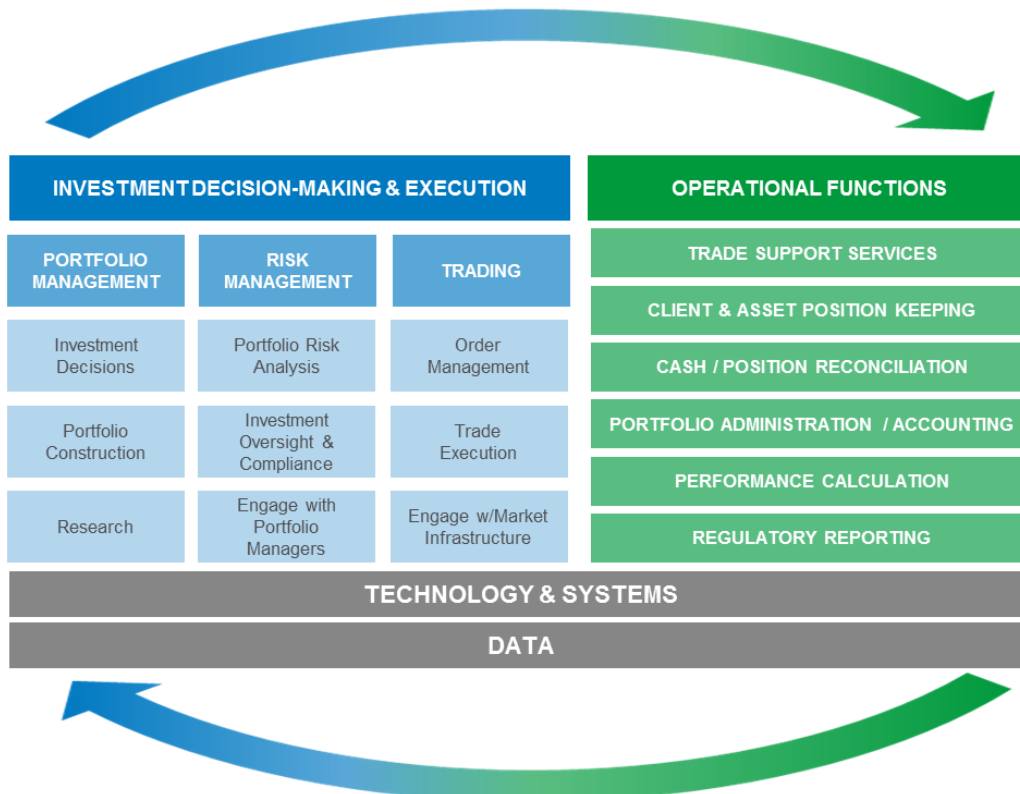 INVESTMENT DECISION-MAKING & EXECUTION
OPERATIONAL FUNCTIONS
PORTFOLIO
MANAGEMENT
RISK
MANAGEMENT
TRADING
Investment
Decisions
Portfolio Risk
Analysis
Order
Management
Portfolio
Construction
Investment
Oversight &
Compliance
Trade
Execution
Research
Engage with
Portfolio
Managers
Engage w/Market
Infrastructure
TRADE SUPPORT SERVICES
CLIENT & ASSET POSITION KEEPING
CASH / POSITION RECONCILIATION
PORTFOLIO ADMINISTRATION / ACCOUNTING
PERFORMANCE CALCULATION
REGULATORY REPORTING
TECHNOLOGY & SYSTEMS
DATA